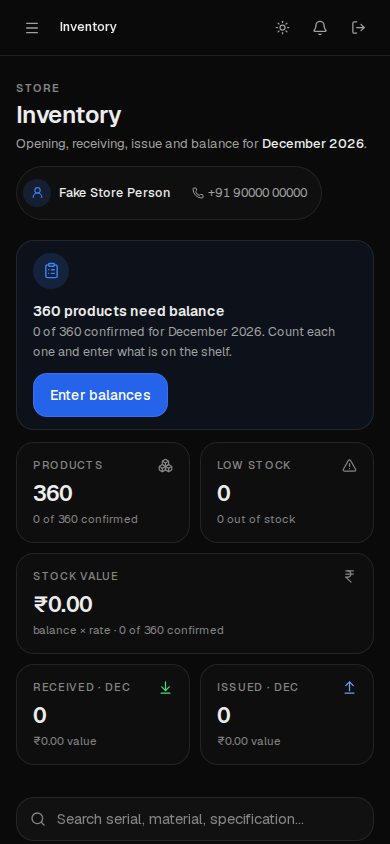 Inventory
STORE
Inventory
Opening, receiving, issue and balance for December 2026.
Fake Store Person +91 90000 00000
360 products need balance
0 of 360 confirmed for December 2026. Count each
one and enter what is on the shelf.
Enter balances
PRODUCTS
360
0 of 360 confirmed
LOW STOCK
0
0 out of stock
STOCK VALUE ₹
₹0.00
balance × rate · 0 of 360 confirmed
RECEIVED · DEC
0
₹0.00 value
ISSUED · DEC
0
₹0.00 value
Search serial, material, specification...